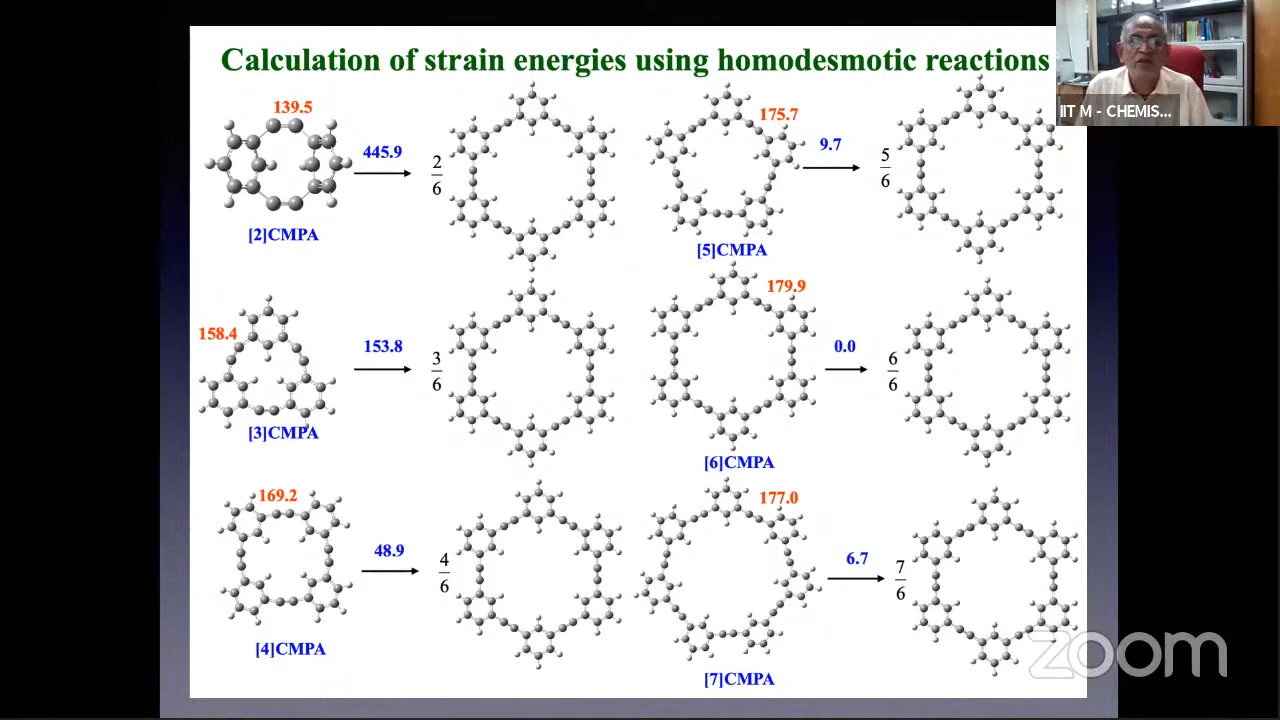 Calculation of strain energies using homodesmotic reactions
IIT M - CHEMIS...
139.5
445.9
2
6
[2]CMPA
175.7
9.7
5
6
[5]CMPA
158.4
153.8
3
6
[3]CMPA
179.9
0.0
6
6
[6]CMPA
169.2
48.9
4
6
[4]CMPA
177.0
6.7
7
6
[7]CMPA
zoom